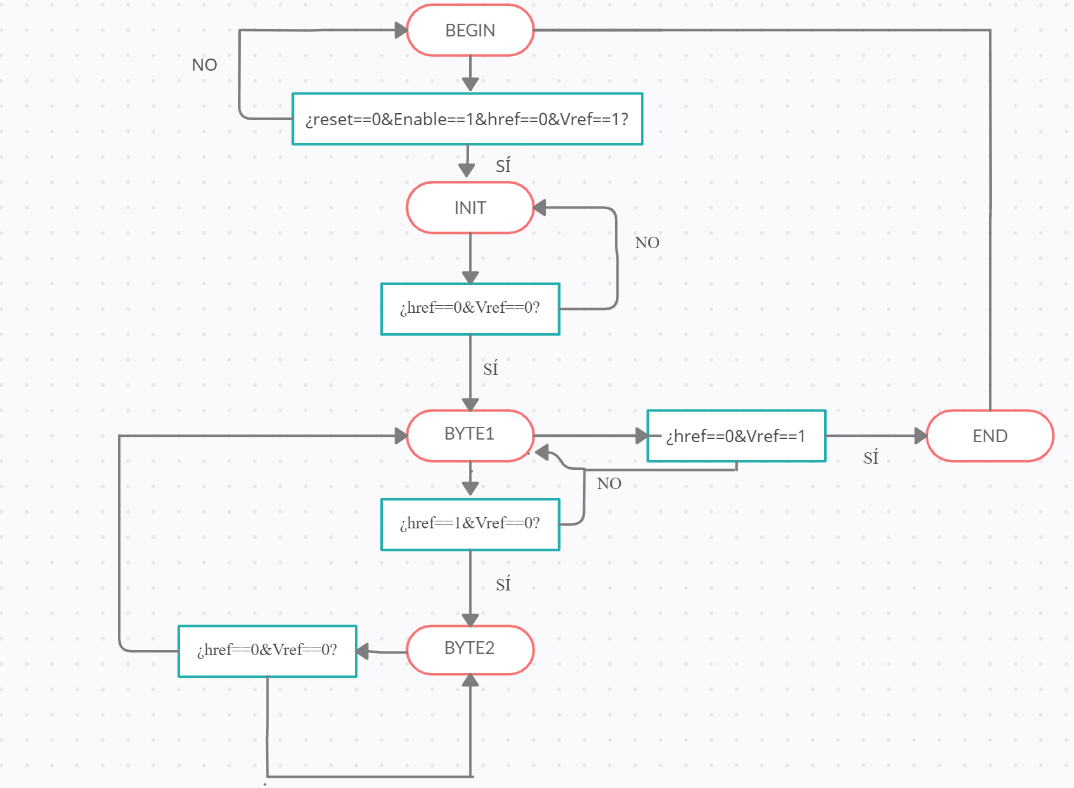 BEGIN
NO
¿reset==0&Enable==1&href==0&Vref==1?
SÍ
INIT
NO
¿href==0&Vref==0?
SÍ
BYTE1
¿href==0&Vref==1
END
SÍ
NO
¿href==1&Vref==0?
SÍ
BYTE2
¿href==0&Vref==0?